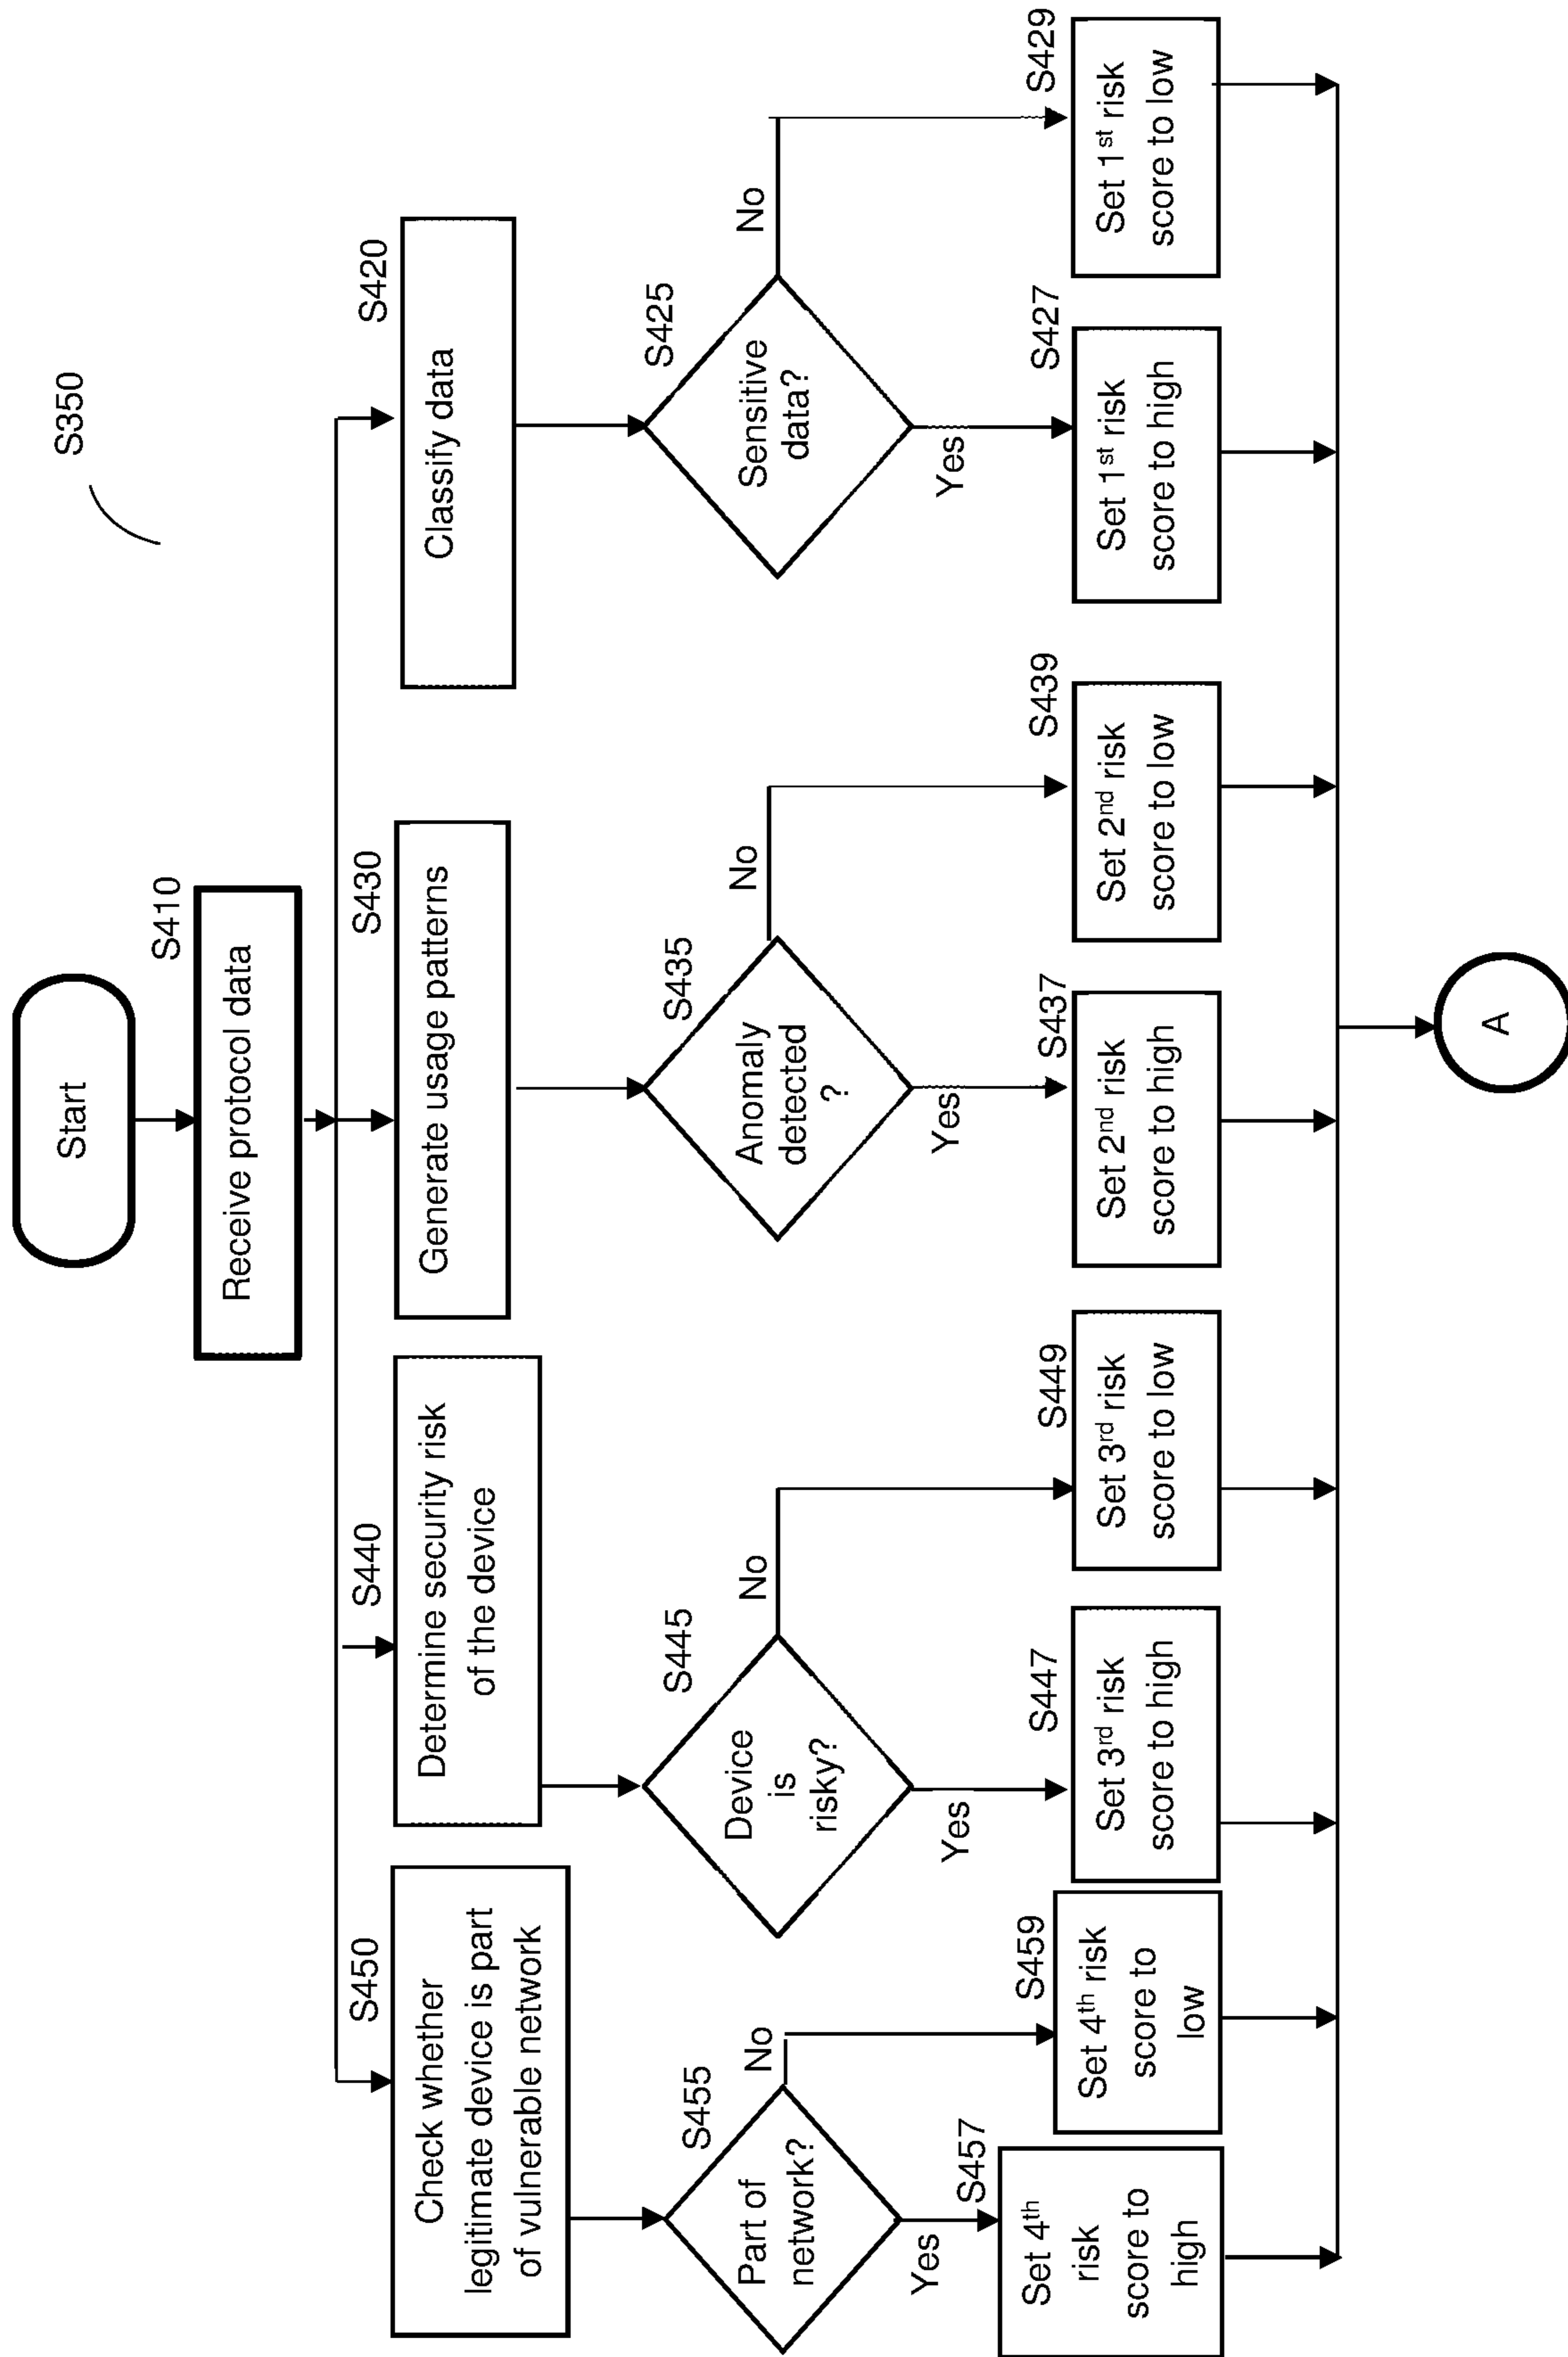 S350
Start
S410
Receive protocol data
S450
Check whether
legitimate device is part
of vulnerable network
S440
Determine security risk
of the device
S430
Generate usage patterns
S420
Classify data
S455
Part of
network?
No
Yes
S445
Device
is
risky?
No
Yes
S435
Anomaly
detected
?
No
Yes
S425
Sensitive
data?
No
Yes
S457
Set 4th
risk
score to
high
S459
Set 4th risk
score to
low
S447
Set 3rd risk
score to high
S449
Set 3rd risk
score to low
S437
Set 2nd risk
score to high
S439
Set 2nd risk
score to low
S427
Set 1st risk
score to high
S429
Set 1st risk
score to low
A